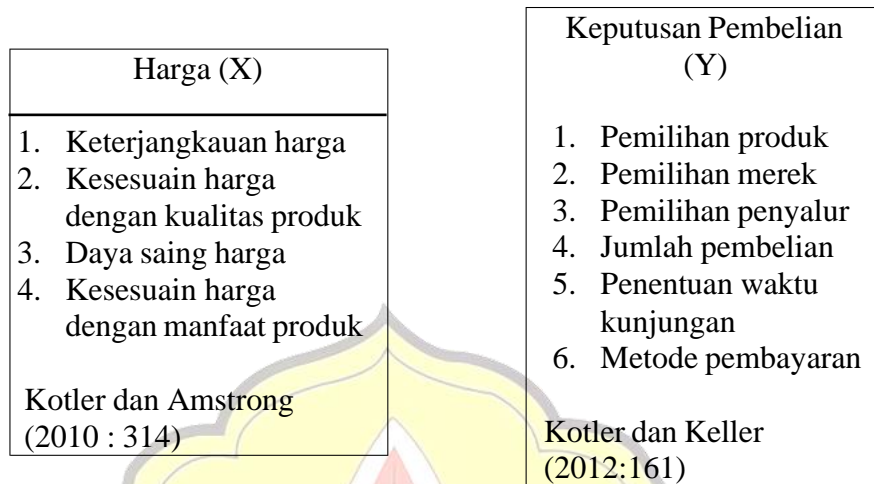 Harga (X)
1. Keterjangkauan harga
2. Kesesuain harga
dengan kualitas produk
3. Daya saing harga
4. Kesesuain harga
dengan manfaat produk
Kotler dan Amstrong
(2010 : 314)
Keputusan Pembelian
(Y)
1. Pemilihan produk
2. Pemilihan merek
3. Pemilihan penyalur
4. Jumlah pembelian
5. Penentuan waktu
kunjungan
6. Metode pembayaran
Kotler dan Keller
(2012:161)